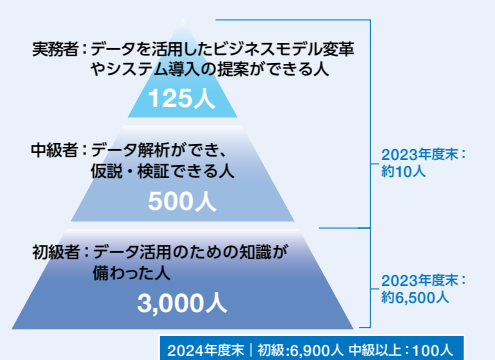 実務者：データを活用したビジネスモデル変革
やシステム導入の提案ができる人
125人
中級者：データ解析ができ、
仮説・検証できる人
500人
2023年度末：
約10人
初級者：データ活用のための知識が
備わった人
3,000人
2023年度末：
約6,500人
2024年度末｜初級:6,900人 中級以上：100人